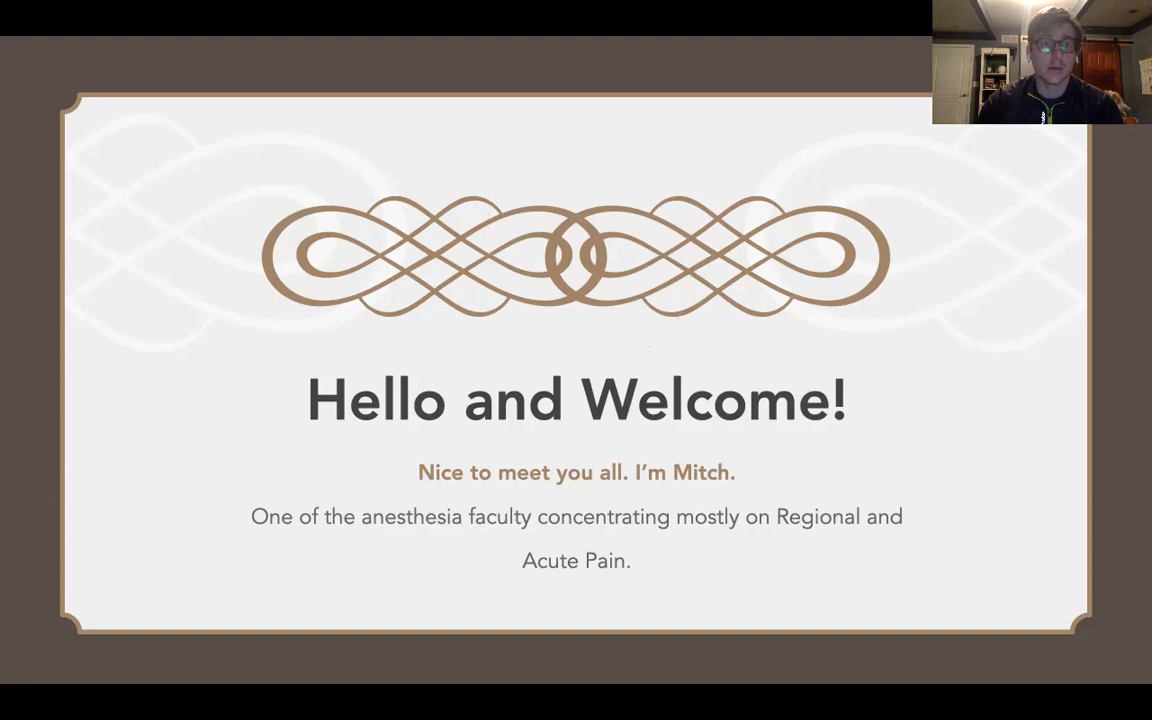 Hello and Welcome!
Nice to meet you all. I’m Mitch.
One of the anesthesia faculty concentrating mostly on Regional and
Acute Pain.